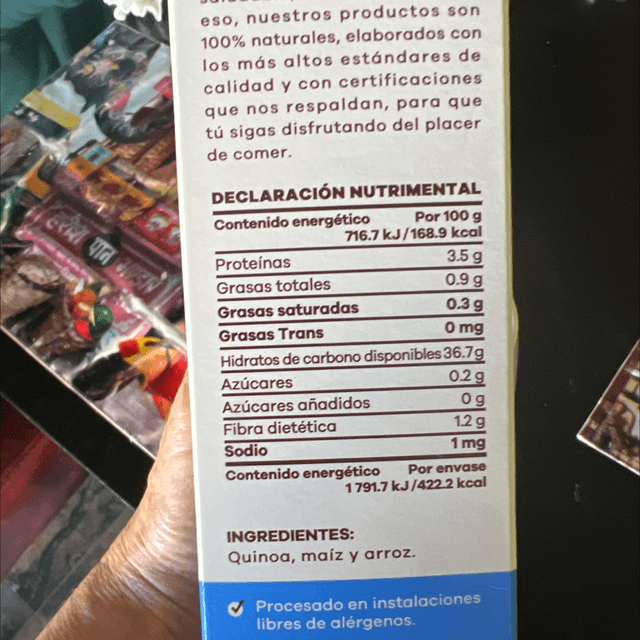 eso, nuestros productos son
100% naturales, elaborados con
los más altos estándares de
calidad y con certificaciones
que nos respaldan, para que
tú sigas disfrutando del placer
de comer.
DECLARACIÓN NUTRIMENTAL
Contenido energético Por 100 g
716.7 kJ/168.9 kcal
Proteínas 3.5 g
Grasas totales 0.9 g
Grasas saturadas 0.3 g
Grasas Trans 0 mg
Hidratos de carbono disponibles 36.7g
Azúcares 0.2 g
Azúcares añadidos 0 g
Fibra dietética 1.2 g
Sodio 1 mg
Contenido energético Por envase
1791.7 kJ/422.2 kcal
INGREDIENTES:
Quinoa, maíz y arroz.
Procesado en instalaciones
libres de alérgenos.